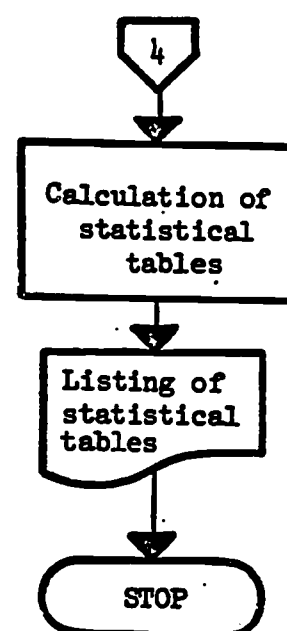 4
Calculation of
statistical
tables
Listing of
statistical
tables
STOP